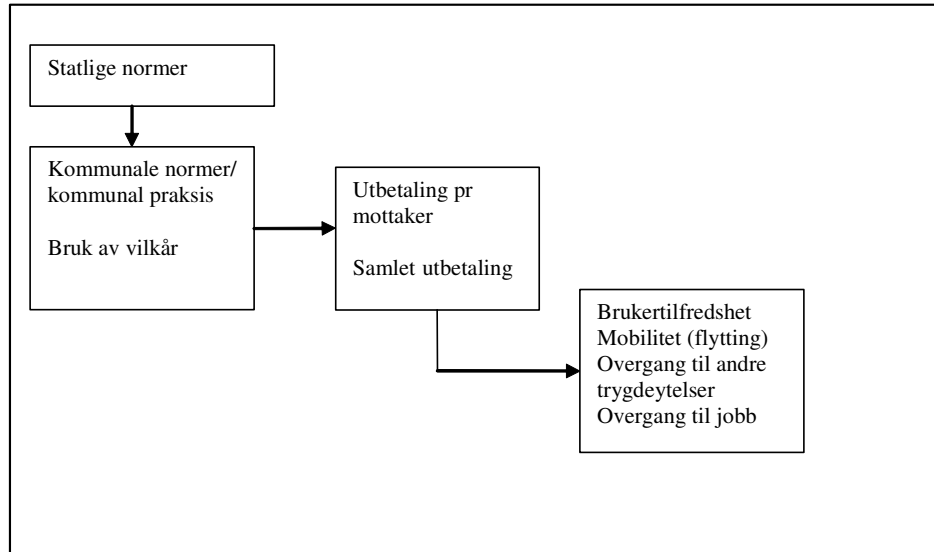 Statlige normer
Kommunale normer/
kommunal praksis
Bruk av vilkår
Utbetaling pr
mottaker
Samlet utbetaling
Brukertilfredshet
Mobilitet (flytting)
Overgang til andre
trygdeytelser
Overgang til jobb